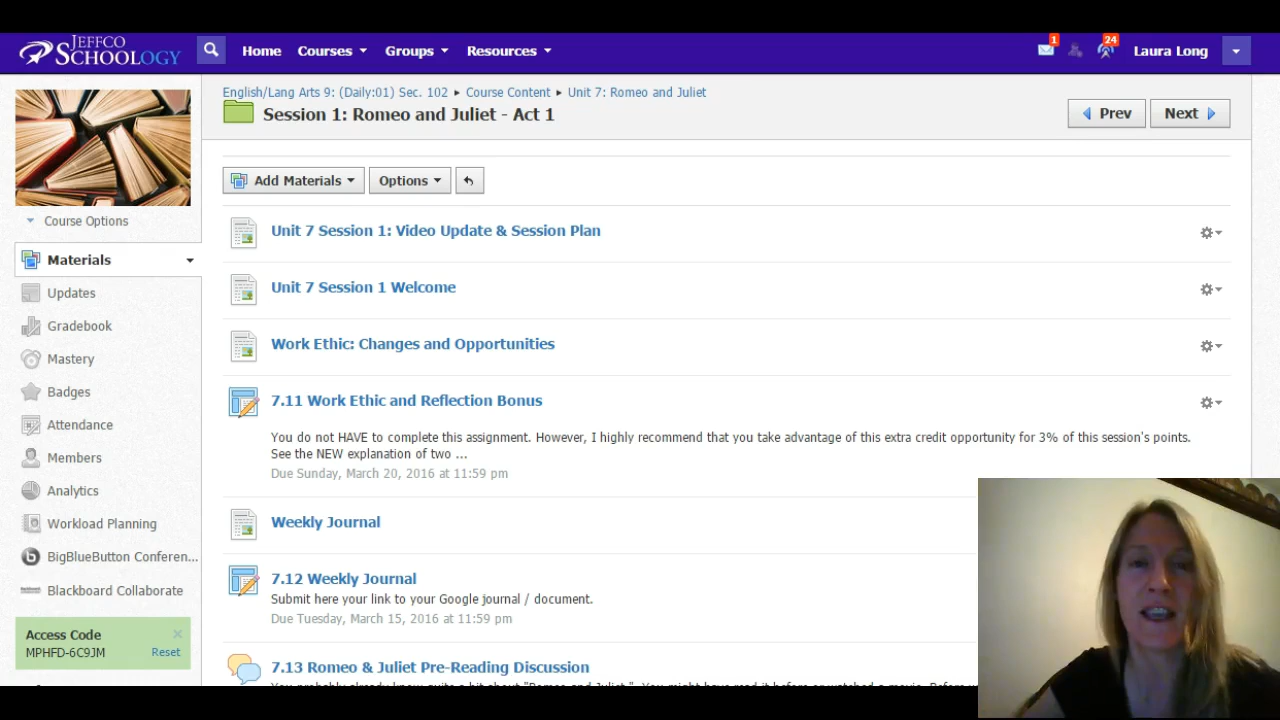 JEFFCO
SCHOOLOGY
Home
Courses
Groups
Resources
1
24
Laura Long
English/Lang Arts 9: (Daily:01) Sec. 102 ▸ Course Content ▸ Unit 7: Romeo and Juliet
Session 1: Romeo and Juliet - Act 1
Prev
Next
Course Options
Materials
Updates
Gradebook
Mastery
Badges
Attendance
Members
Analytics
Workload Planning
BigBlueButton Conferen...
Blackboard Collaborate
Access Code
MPHFD-6C9JM
Reset
Add Materials
Options
Unit 7 Session 1: Video Update & Session Plan
Unit 7 Session 1 Welcome
Work Ethic: Changes and Opportunities
7.11 Work Ethic and Reflection Bonus
You do not HAVE to complete this assignment. However, I highly recommend that you take advantage of this extra credit opportunity for 3% of this session's points.
See the NEW explanation of two ...
Due Sunday, March 20, 2016 at 11:59 pm
Weekly Journal
7.12 Weekly Journal
Submit here your link to your Google journal / document.
Due Tuesday, March 15, 2016 at 11:59 pm
7.13 Romeo & Juliet Pre-Reading Discussion